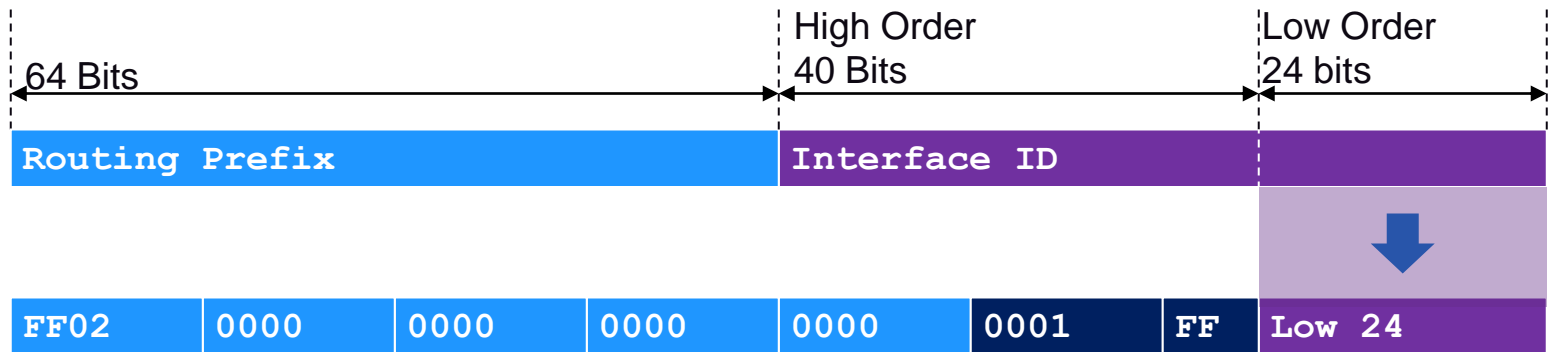 High Order
Low Order
64 Bits
40 Bits
24 bits
Routing Prefix
Interface ID
FF02 0000 0000 0000 0000 0001 FF Low 24